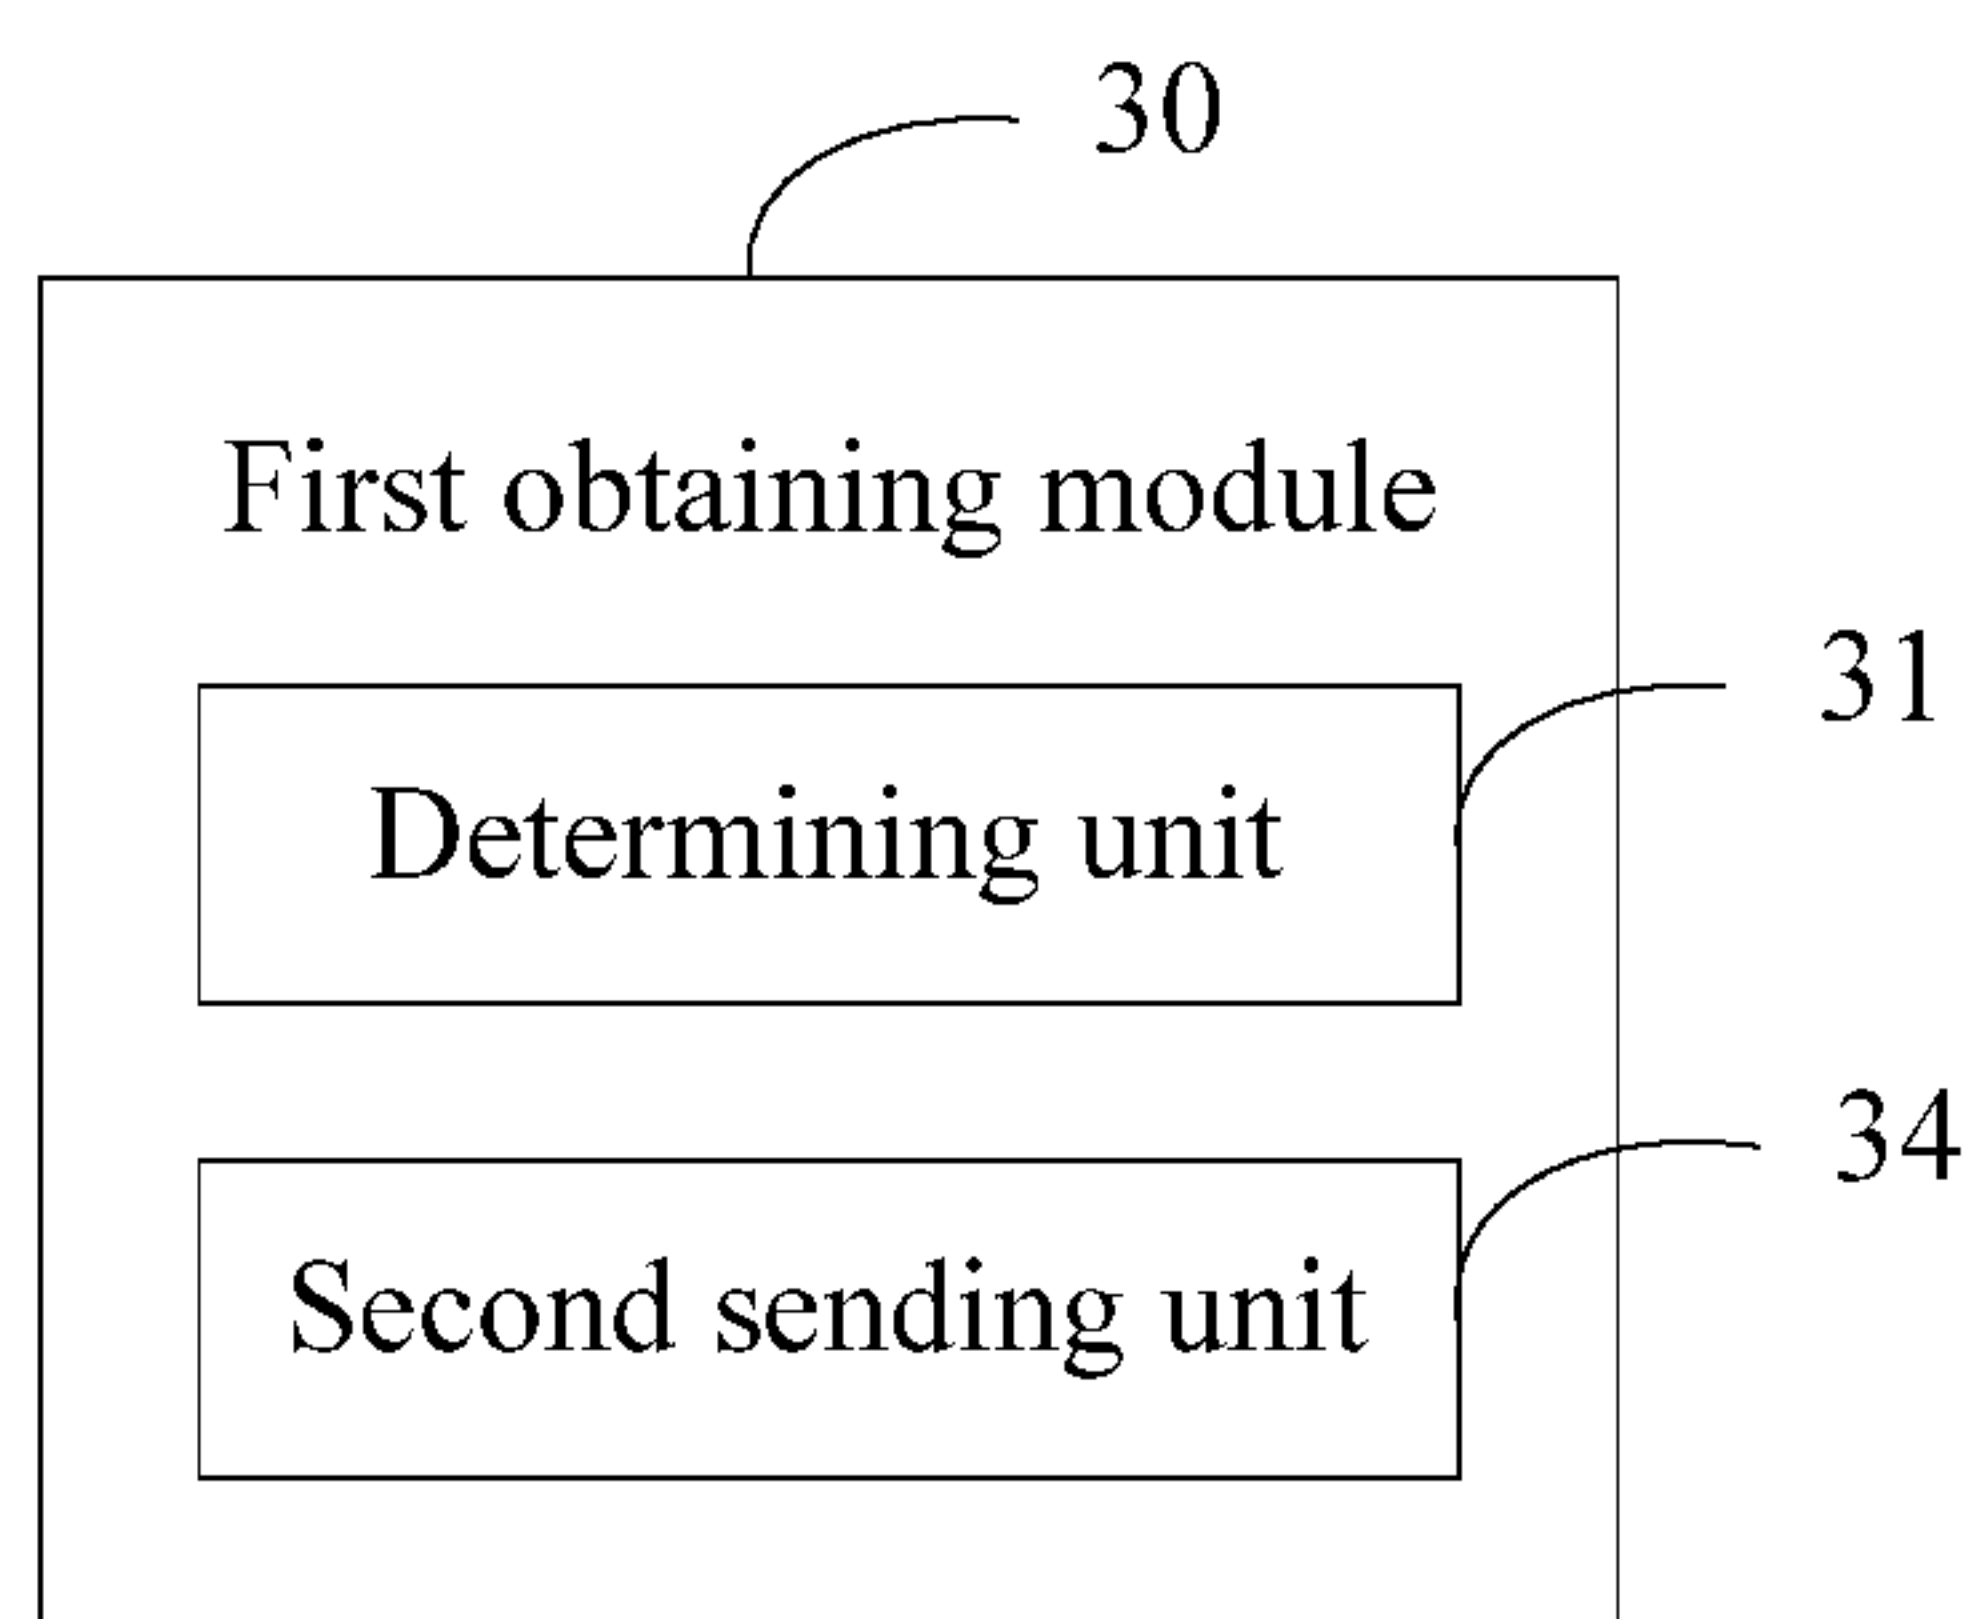 30
First obtaining module
31
Determining unit
34
Second sending unit